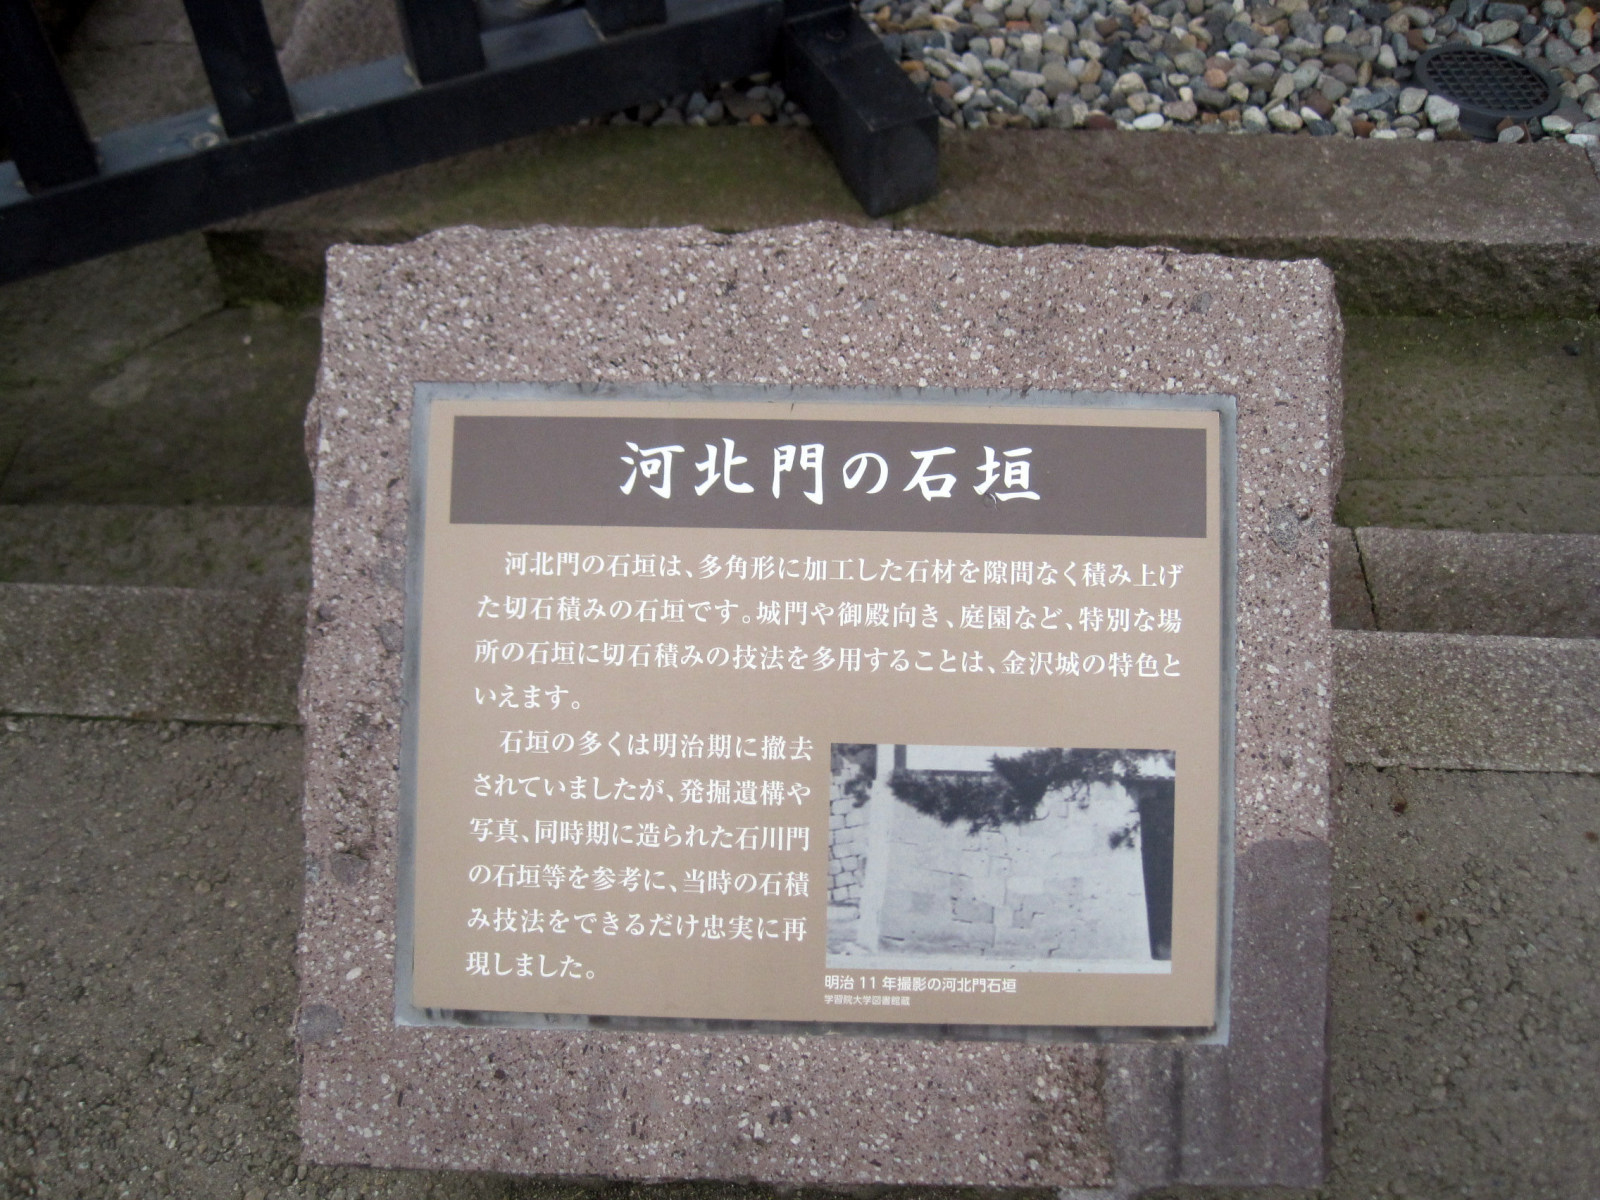 河北門の石垣
河北門の石垣は、多角形に加工した石材を隙間なく積み上げ
た切石積みの石垣です。城門や御殿向き、庭園など、特別な場
所の石垣に切石積みの技法を多用することは、金沢城の特色と
いえます。
石垣の多くは明治期に撤去
されていましたが、発掘遺構や
写真、同時期に造られた石川門
の石垣等を参考に、当時の石積
み技法をできるだけ忠実に再
現しました。
明治 11 年撮影の河北門石垣
学習院大学図書館蔵